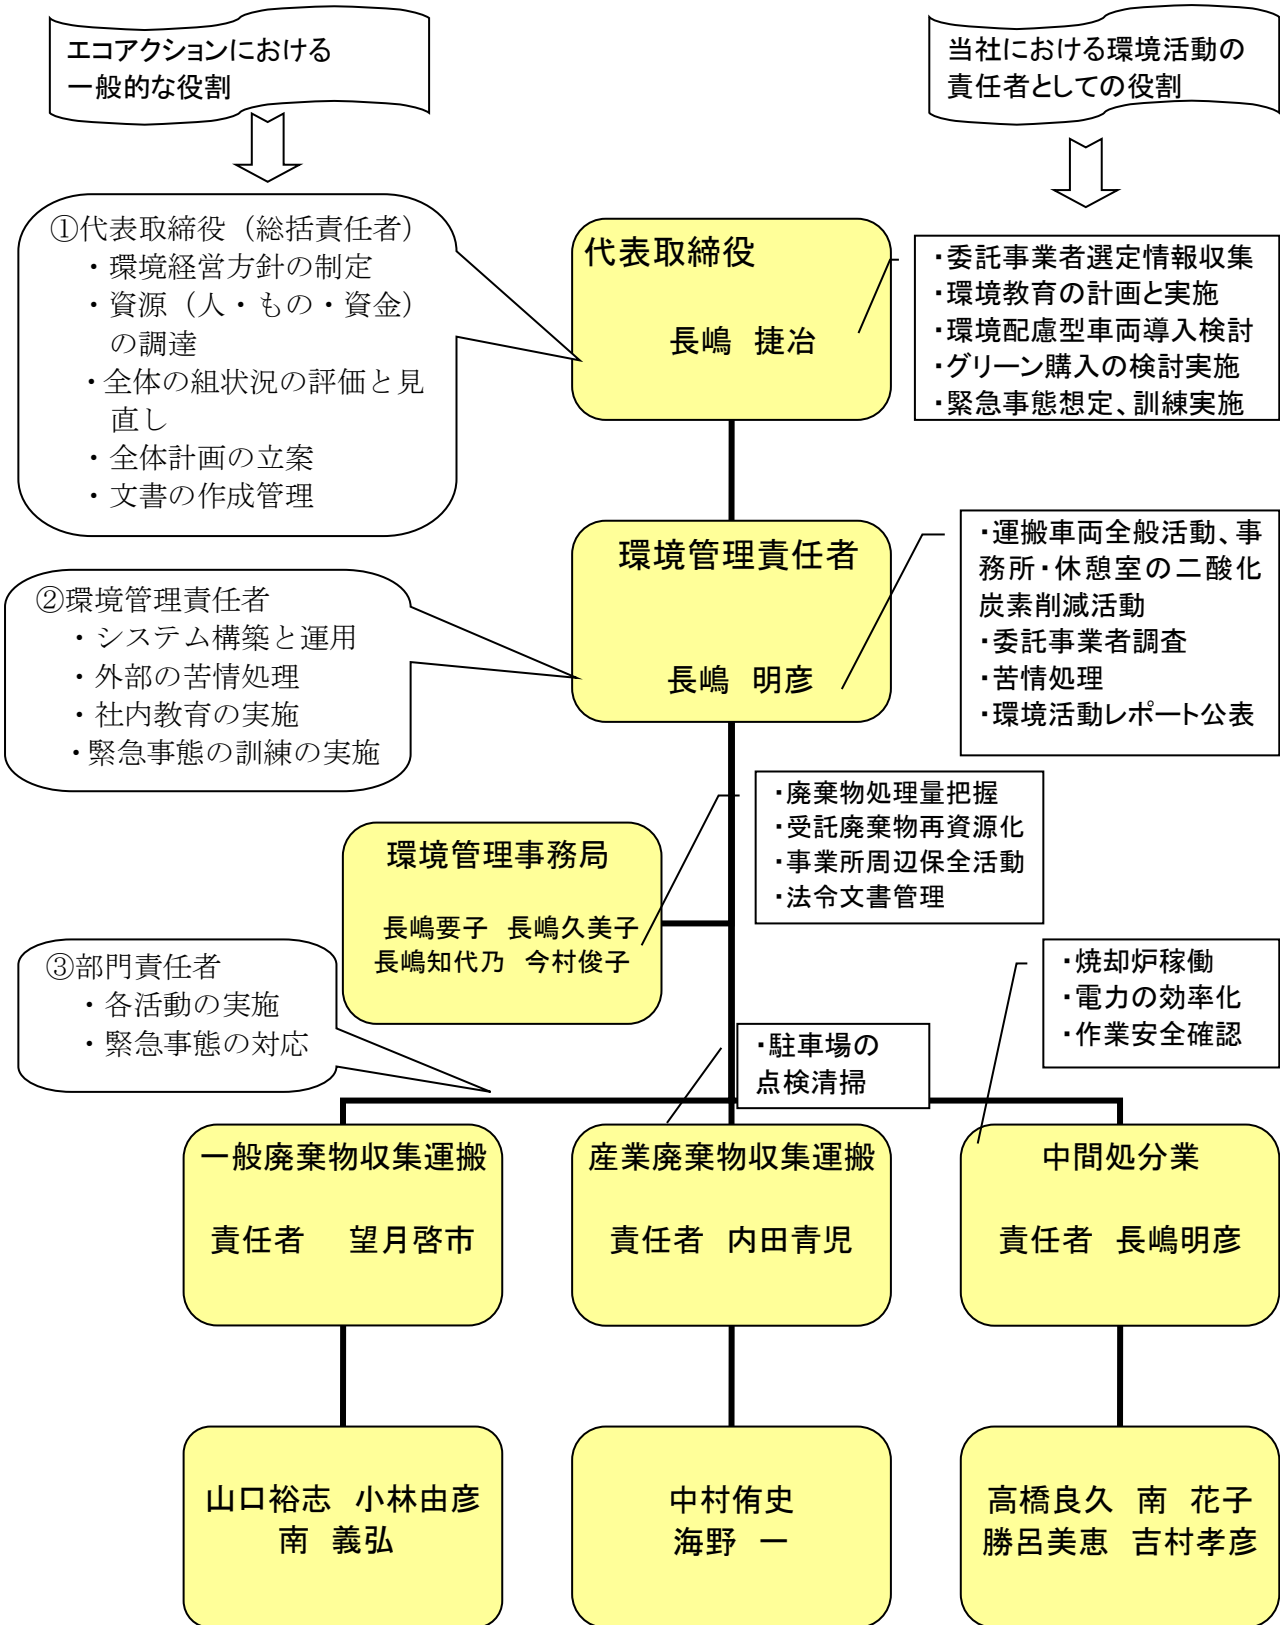 エコアクションにおける
一般的な役割
当社における環境活動の
責任者としての役割
①代表取締役（総括責任者）
・環境経営方針の制定
・資源（人・もの・資金）
の調達
・全体の組状況の評価と見
直し
・全体計画の立案
・文書の作成管理
代表取締役
長嶋　捷冶
・委託事業者選定情報収集
・環境教育の計画と実施
・環境配慮型車両導入検討
・グリーン購入の検討実施
・緊急事態想定、訓練実施
②環境管理責任者
・システム構築と運用
・外部の苦情処理
・社内教育の実施
・緊急事態の訓練の実施
環境管理責任者
長嶋　明彦
・運搬車両全般活動、事
務所・休憩室の二酸化
炭素削減活動
・委託事業者調査
・苦情処理
・環境活動レポート公表
環境管理事務局
長嶋要子　長嶋久美子
長嶋知代乃　今村俊子
・廃棄物処理量把握
・受託廃棄物再資源化
・事業所周辺保全活動
・法令文書管理
③部門責任者
・各活動の実施
・緊急事態の対応
・駐車場の
点検清掃
・焼却炉稼働
・電力の効率化
・作業安全確認
一般廃棄物収集運搬
責任者　望月啓市
産業廃棄物収集運搬
責任者　内田青児
中間処分業
責任者　長嶋明彦
山口裕志　小林由彦
南　義弘
中村侑史
海野　一
高橋良久　南　花子
勝呂美恵　吉村孝彦